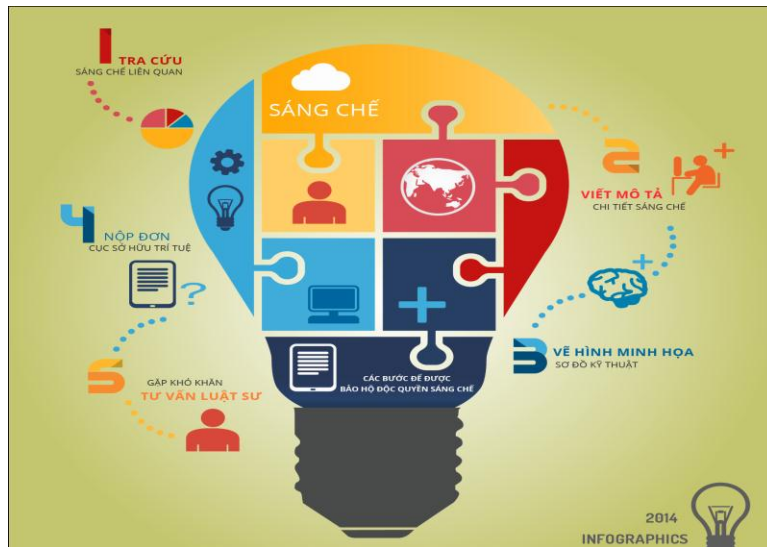 1 TRA CỨU
SÁNG CHẾ LIÊN QUAN
SÁNG CHẾ
2
VIẾT MÔ TẢ
CHI TIẾT SÁNG CHẾ
3 VẼ HÌNH MINH HỌA
SƠ ĐỒ KỸ THUẬT
4 NỘP ĐƠN
CỤC SỞ HỮU TRÍ TUỆ
?
5 GẶP KHÓ KHĂN
TƯ VẤN LUẬT SƯ
CÁC BƯỚC ĐỂ ĐƯỢC
BẢO HỘ ĐỘC QUYỀN SÁNG CHẾ
2014
INFOGRAPHICS